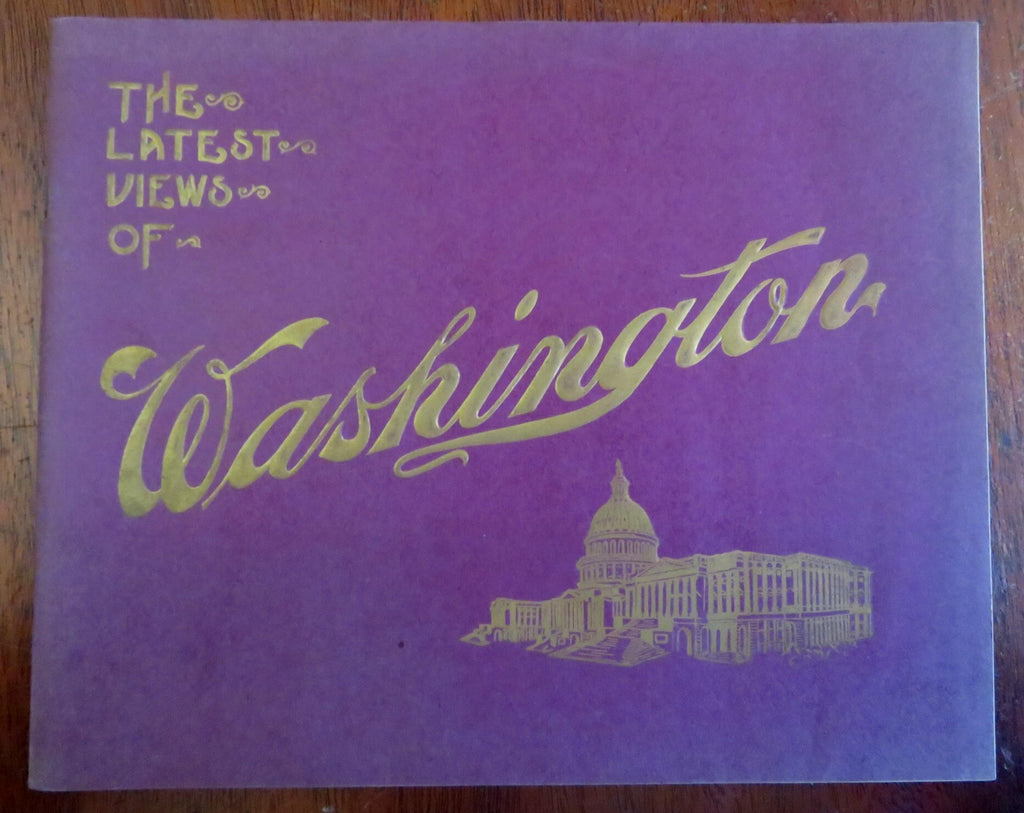 THE
LATEST
VIEWS
OF
Washington